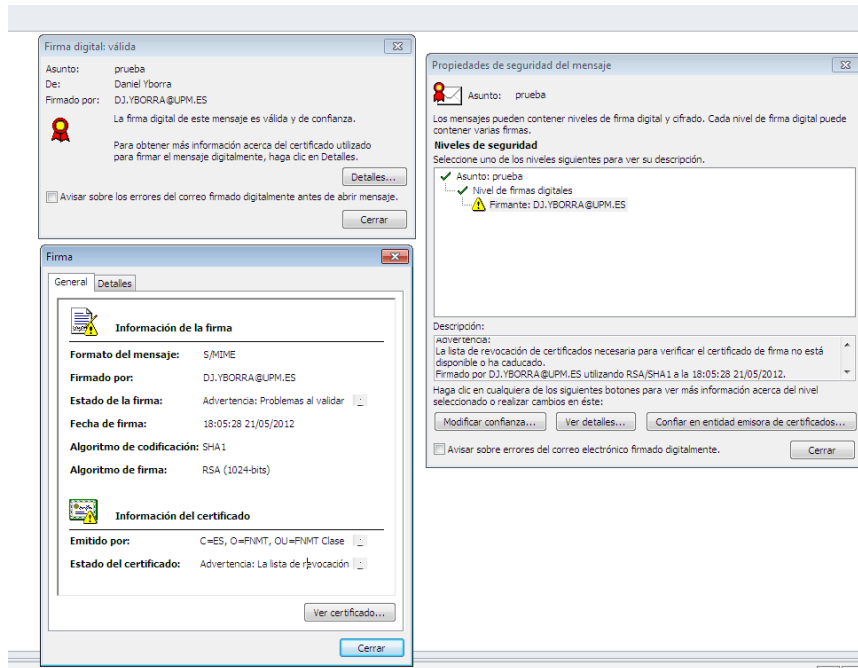 Firma digital: válida
Asunto: prueba
De: Daniel Yborra
Firmado por: DJ.YBORRA@UPM.ES
La firma digital de este mensaje es válida y de confianza.
Para obtener más información acerca del certificado utilizado
para firmar el mensaje digitalmente, haga clic en Detalles.
Detalles...
Avisar sobre los errores del correo firmado digitalmente antes de abrir mensaje.
Cerrar
Firma
General Detalles
Información de la firma
Formato del mensaje: S/MIME
Firmado por: DJ.YBORRA@UPM.ES
Estado de la firma: Advertencia: Problemas al validar
Fecha de firma: 18:05:28 21/05/2012
Algoritmo de codificación: SHA1
Algoritmo de firma: RSA (1024-bits)
Información del certificado
Emitido por: C=ES, O=FNMT, OU=FNMT Clase
Estado del certificado: Advertencia: La lista de revocación
Ver certificado...
Cerrar
Propiedades de seguridad del mensaje
Asunto: prueba
Los mensajes pueden contener niveles de firma digital y cifrado. Cada nivel de firma digital puede
contener varias firmas.
Niveles de seguridad
Seleccione uno de los niveles siguientes para ver su descripción.
Asunto: prueba
Nivel de firmas digitales
Firmante: DJ.YBORRA@UPM.ES
Descripción:
Advertencia:
La lista de revocación de certificados necesaria para verificar el certificado de firma no está
disponible o ha caducado.
Firmado por DJ.YBORRA@UPM.ES utilizando RSA/SHA1 a la 18:05:28 21/05/2012.
Haga clic en cualquiera de los siguientes botones para ver más información acerca del nivel
seleccionado o realizar cambios en éste:
Modificar confianza... Ver detalles... Confiar en entidad emisora de certificados...
Avisar sobre errores del correo electrónico firmado digitalmente.
Cerrar